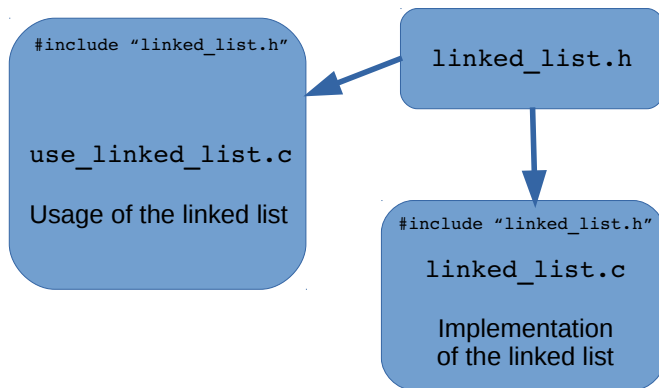 #include “linked_list.h”
use_linked_list.c
Usage of the linked list
linked_list.h
#include “linked_list.h”
linked_list.c
Implementation
of the linked list